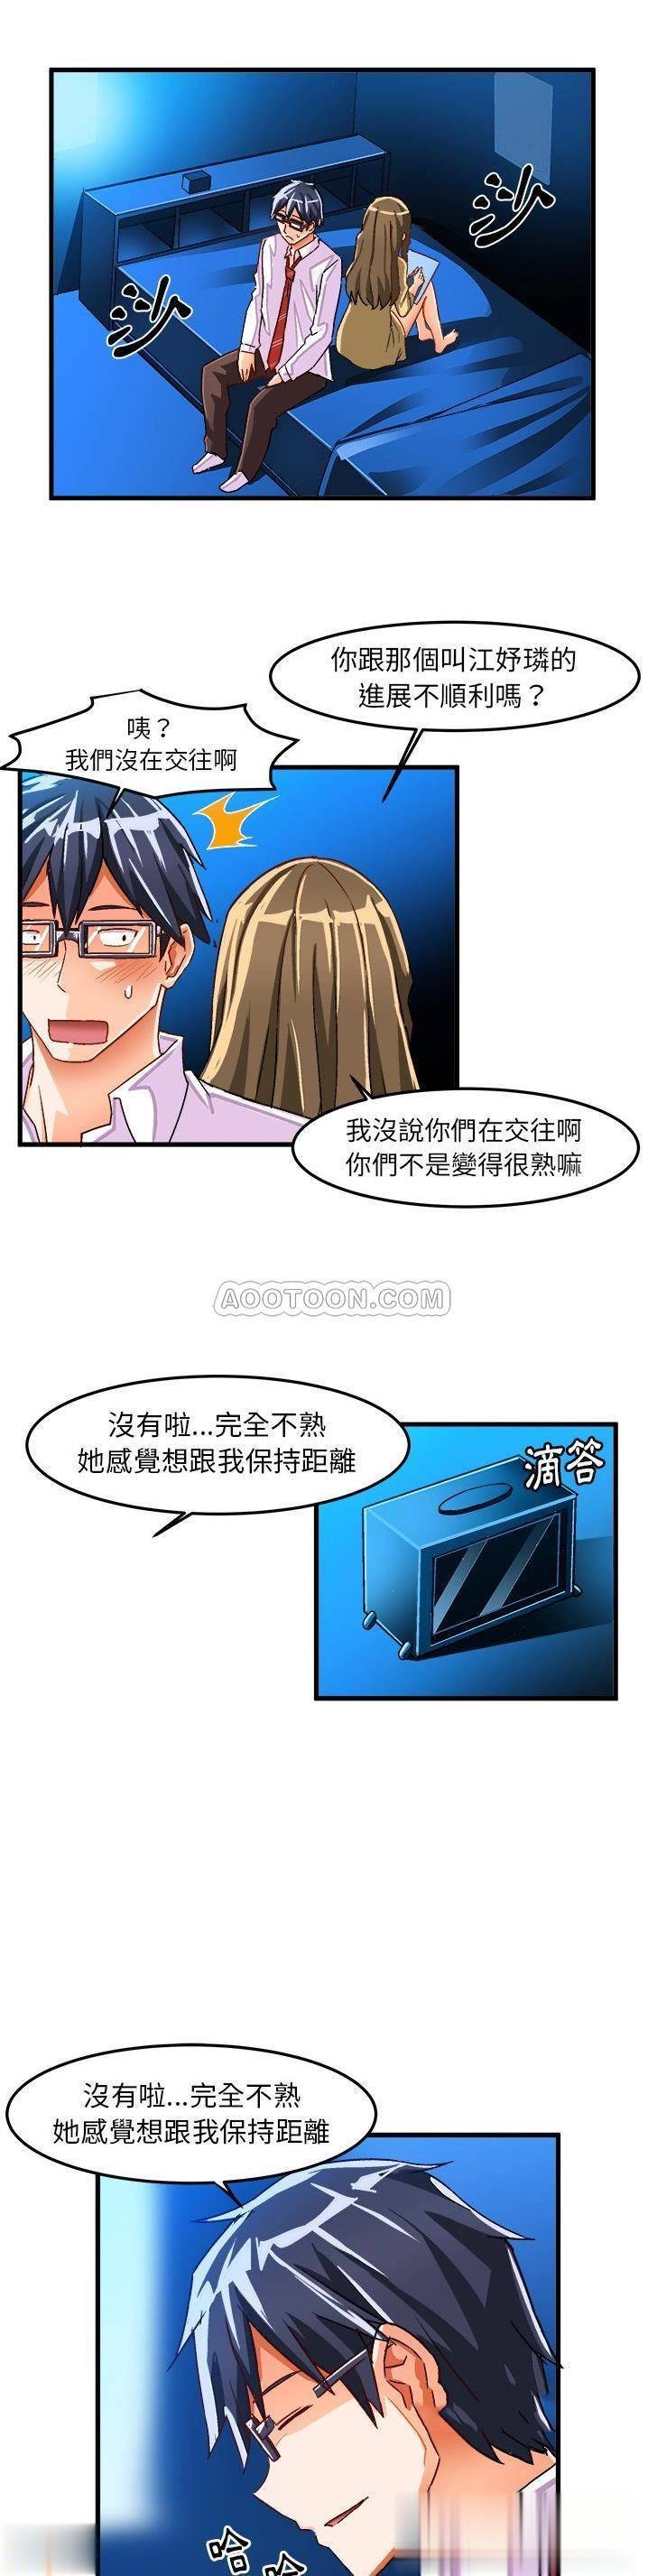 沙
沙
你跟那個叫江妤璘的
進展不順利嗎？
咦？
我們沒在交往啊
我沒說你們在交往啊
你們不是變得很熟嘛
AOOTOON.COM
沒有啦...完全不熟
她感覺想跟我保持距離
滴答
沒有啦...完全不熟
她感覺想跟我保持距離
哈
哈